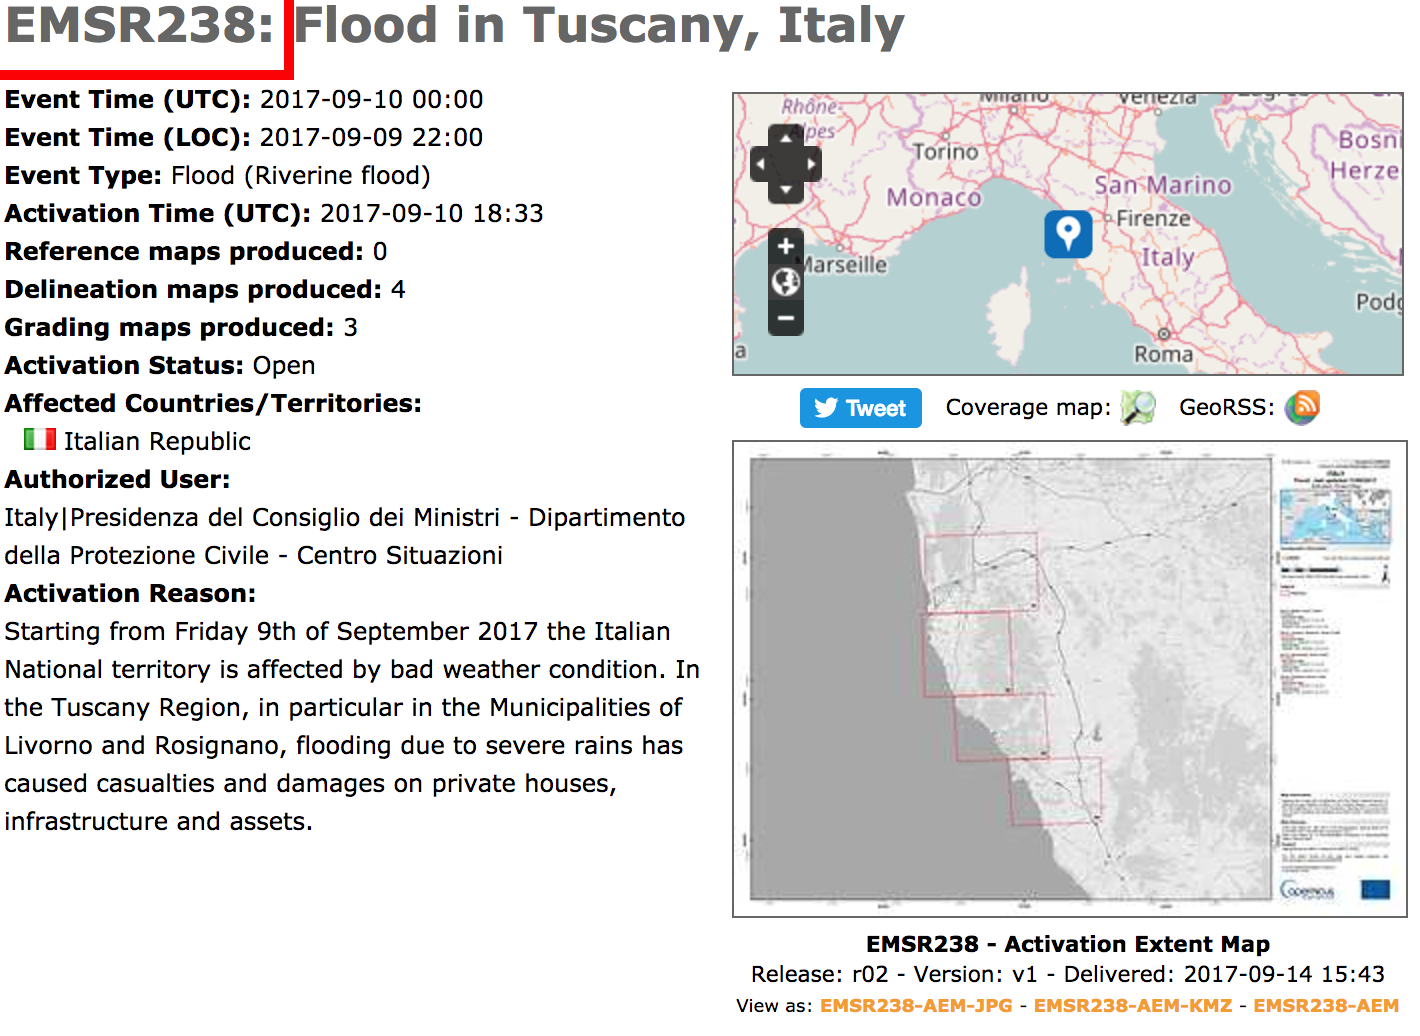 EMSR238: Flood in Tuscany, Italy
Event Time (UTC): 2017-09-10 00:00
Event Time (LOC): 2017-09-09 22:00
Event Type: Flood (Riverine flood)
Activation Time (UTC): 2017-09-10 18:33
Reference maps produced: 0
Delineation maps produced: 4
Grading maps produced: 3
Activation Status: Open
Affected Countries/Territories:
Italian Republic
Authorized User:
Italy|Presidenza del Consiglio dei Ministri - Dipartimento
della Protezione Civile - Centro Situazioni
Activation Reason:
Starting from Friday 9th of September 2017 the Italian
National territory is affected by bad weather condition. In
the Tuscany Region, in particular in the Municipalities of
Livorno and Rosignano, flooding due to severe rains has
caused casualties and damages on private houses,
infrastructure and assets.
Milano
Venezia
Rhône-
Alpes
Torino
Bosni
Herze
San Marino
Monaco
Firenze
Italy
Marseille
Podg
Roma
a
Tweet
Coverage map:
GeoRSS:
Copernicus
EMSR238 - Activation Extent Map
Release: r02 - Version: v1 - Delivered: 2017-09-14 15:43
View as: EMSR238-AEM-JPG - EMSR238-AEM-KMZ - EMSR238-AEM